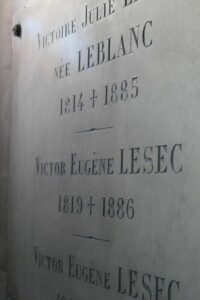 VICTOIRE JULIE
NÉE LEBLANC
1814 † 1885
VICTOR EUGÈNE LESEC
1819 † 1886
VICTOR EUGÈNE LESEC